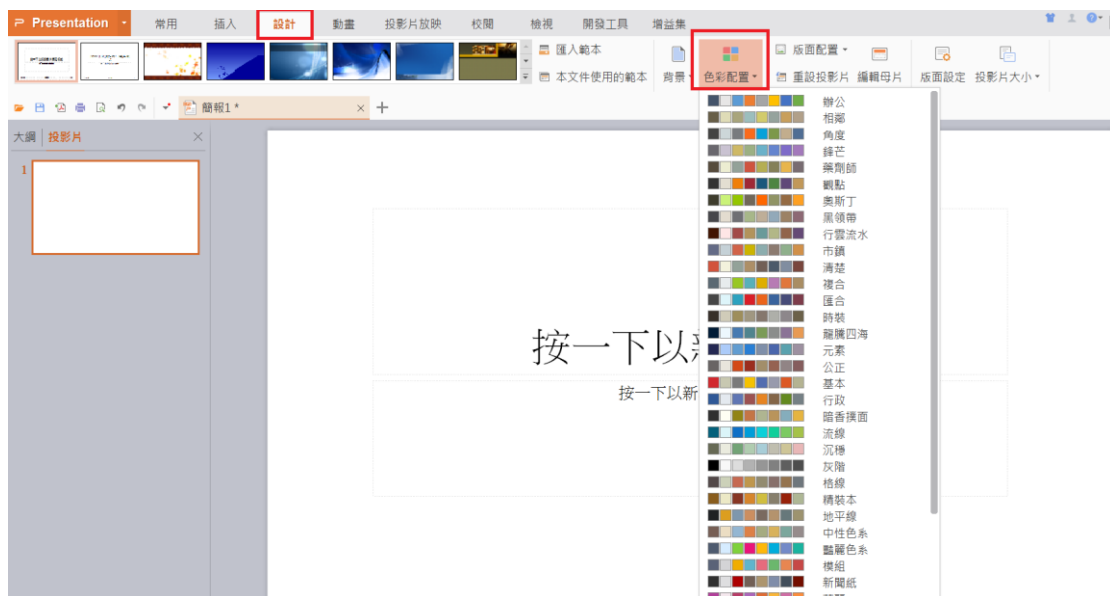 Presentation 常用 插入 設計 動畫 投影片放映 校閱 檢視 開發工具 增益集
匯入範本
本文件使用的範本
背景
色彩配置
版面配置
重設投影片 編輯母片
版面設定 投影片大小
簡報1 *
大綱 投影片
1
按一下以
按一下以新
辦公
相鄰
角度
鋒芒
藥劑師
觀點
奧斯丁
黑領帶
行雲流水
市鎮
清楚
複合
匯合
時裝
龍騰四海
元素
公正
基本
行政
暗香撲面
流線
沉穩
灰階
格線
精裝本
地平線
中性色系
豔麗色系
模組
新聞紙